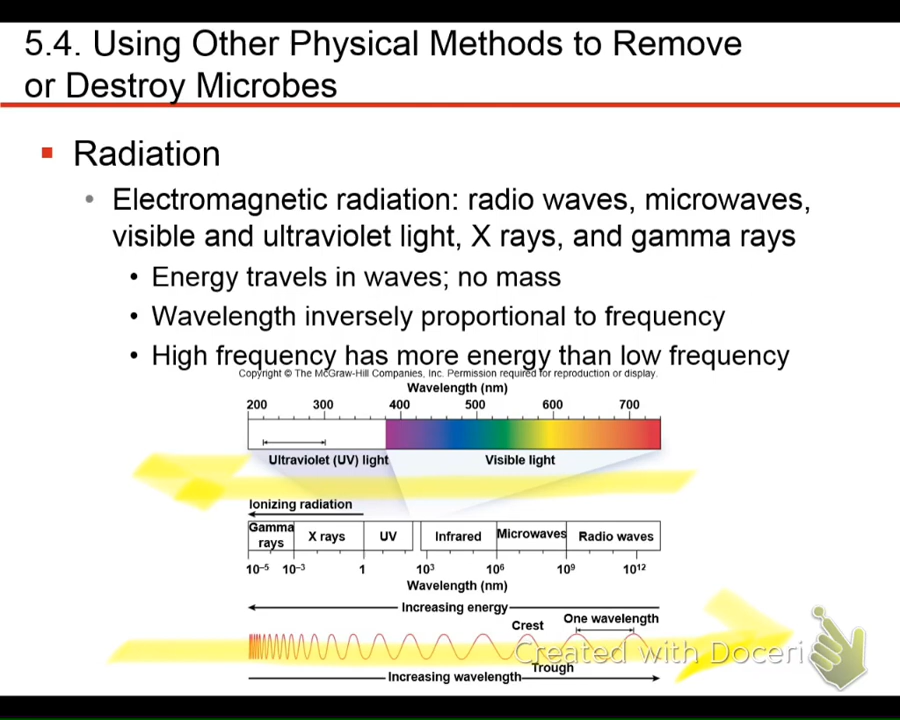 5.4. Using Other Physical Methods to Remove
or Destroy Microbes
Radiation
Electromagnetic radiation: radio waves, microwaves,
visible and ultraviolet light, X rays, and gamma rays
Energy travels in waves; no mass
Wavelength inversely proportional to frequency
High frequency has more energy than low frequency
Copyright © The McGraw-Hill Companies, Inc. Permission required for reproduction or display.
Wavelength (nm)
200 300 400 500 600 700
Ultraviolet (UV) light Visible light
Ionizing radiation
Gamma
rays X rays UV Infrared Microwaves Radio waves
10⁻⁵ 10⁻³ 1 10³ 10⁶ 10⁹ 10¹²
Wavelength (nm)
Increasing energy
Crest One wavelength
Created with Doceri
Trough
Increasing wavelength